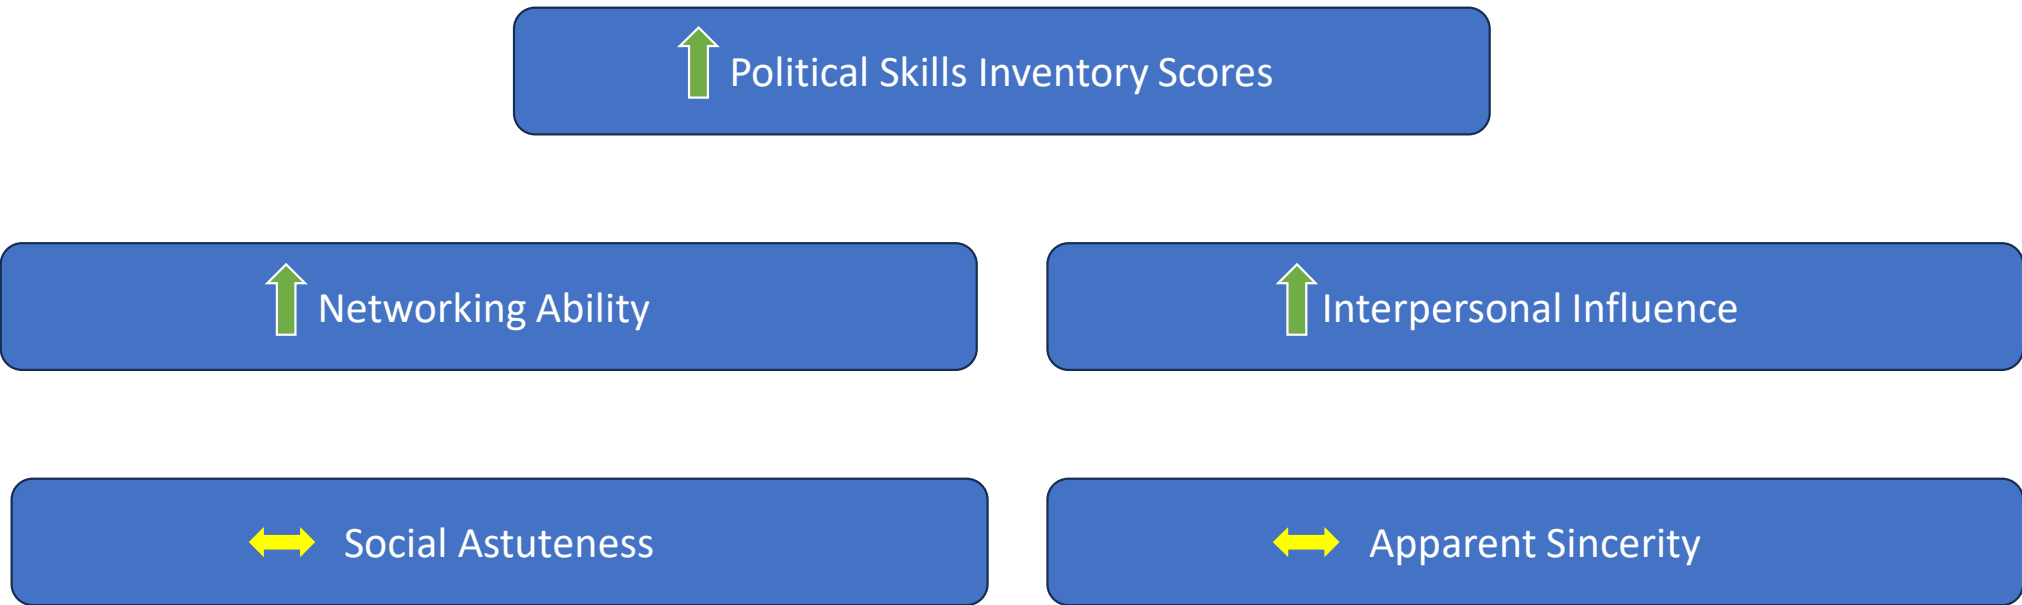 Political Skills Inventory Scores
Networking Ability
Interpersonal Influence
Social Astuteness
Apparent Sincerity